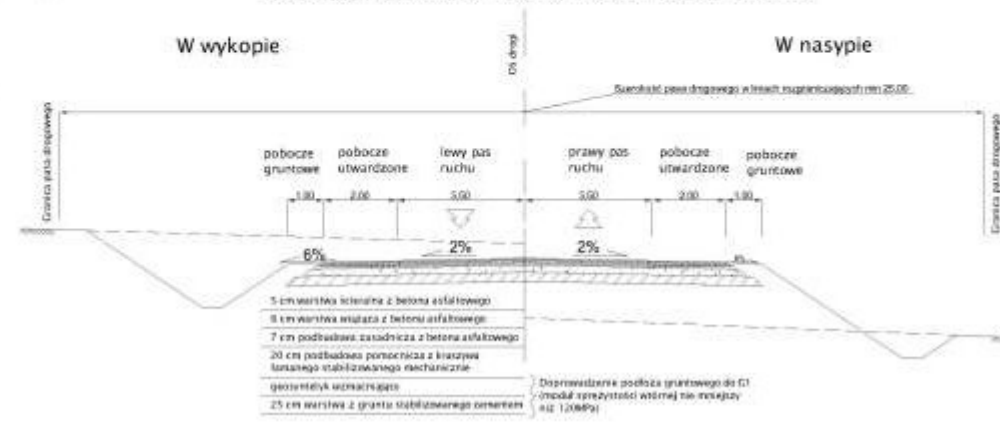 W wykopie
W nasypie
Oś drogi
Szerokość pasa drogowego w liniach rozgraniczających min 25,00
Granica pasa drogowego
Granica pasa drogowego
pobocze
gruntowe
pobocze
utwardzone
lewy pas
ruchu
prawy pas
ruchu
pobocze
utwardzone
pobocze
gruntowe
1,00
2,00
3,50
3,50
2,00
1,00
6%
2%
2%
5 cm warstwa ścieralna z betonu asfaltowego
8 cm warstwa wiążąca z betonu asfaltowego
7 cm podbudowa zasadnicza z betonu asfaltowego
20 cm podbudowa pomocnicza z kruszywa
łamanego stabilizowanego mechanicznie
geosyntetyk wzmacniający
25 cm warstwa z gruntu stabilizowanego cementem
Doprowadzenie podłoża gruntowego do G1
(moduł sprężystości wtórnej nie mniejszy
niż 120MPa)